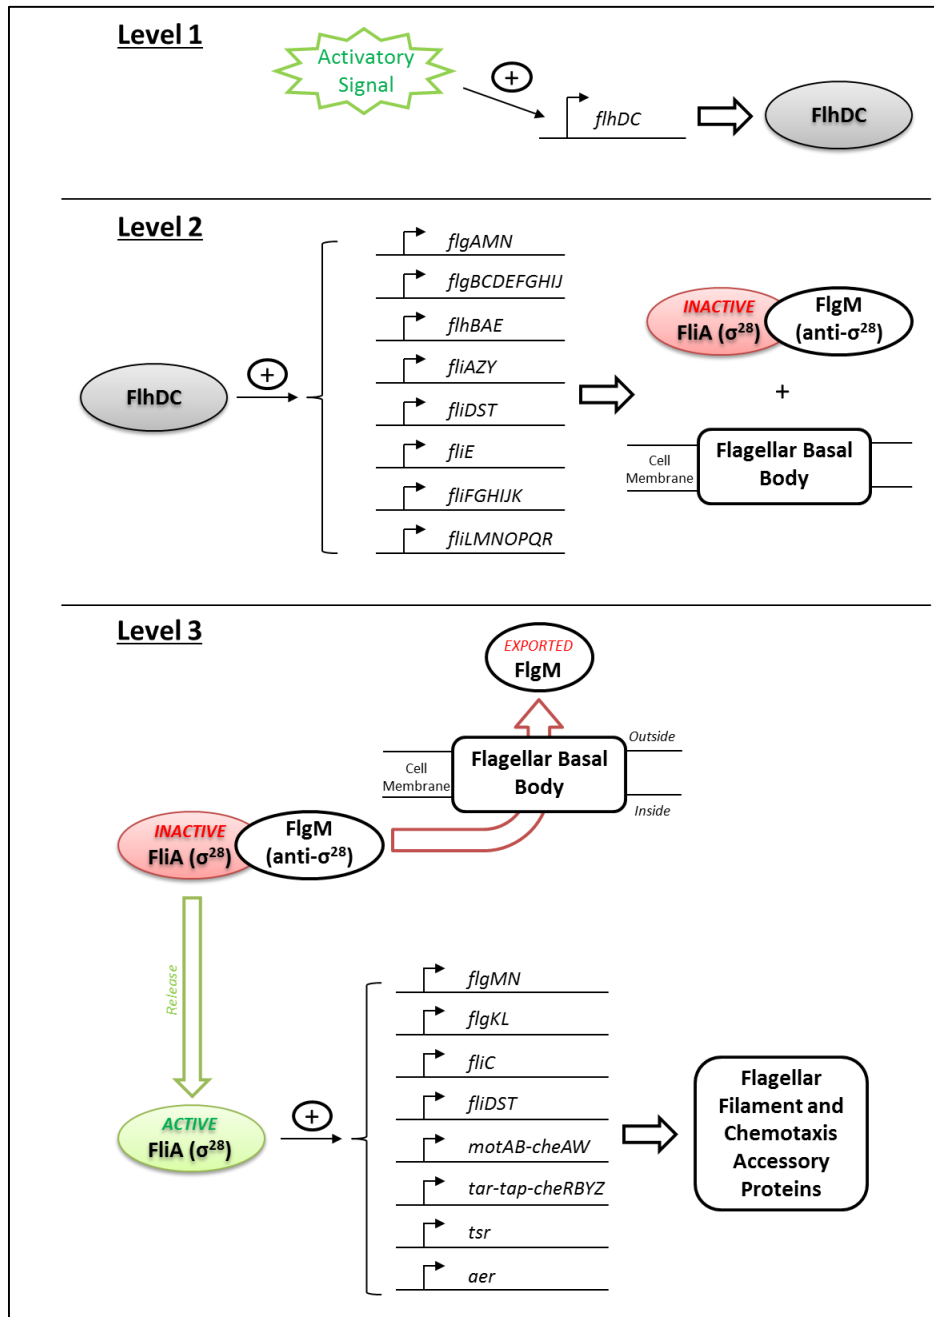 Level 1
Activatory
Signal
+
flhDC
FlhDC
Level 2
flgAMN
flgBCDEFGHIJ
flhBAE
fliAZY
fliDST
fliE
fliFGHIJK
fliLMNOPQR
FlhDC
+
INACTIVE
FliA (σ²⁸)
FlgM
(anti-σ²⁸)
+
Cell
Membrane
Flagellar Basal
Body
Level 3
EXPORTED
FlgM
Outside
Cell
Membrane
Flagellar Basal
Body
Inside
INACTIVE
FliA (σ²⁸)
FlgM
(anti-σ²⁸)
Release
ACTIVE
FliA (σ²⁸)
+
flgMN
flgKL
fliC
fliDST
motAB-cheAW
tar-tap-cheRBYZ
tsr
aer
Flagellar
Filament and
Chemotaxis
Accessory
Proteins